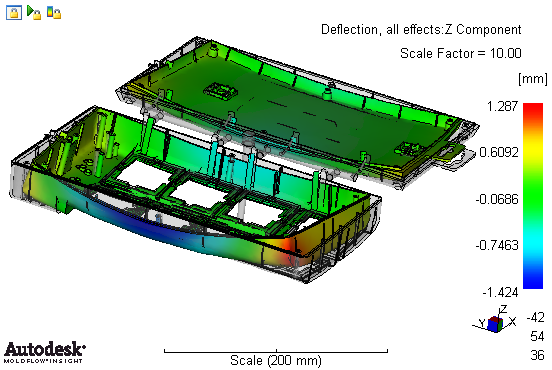 Deflection, all effects:Z Component
Scale Factor = 10.00
[mm]
1.287
0.6092
-0.0686
-0.7463
-1.424
Z
Y
X
-42
54
36
Autodesk®
MOLDFLOW® INSIGHT
Scale (200 mm)